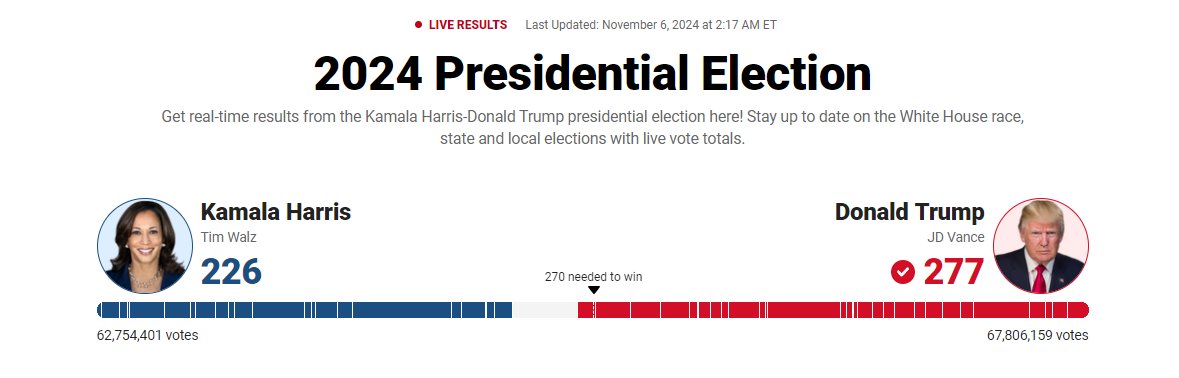 LIVE RESULTS Last Updated: November 6, 2024 at 2:17 AM ET
2024 Presidential Election
Get real-time results from the Kamala Harris-Donald Trump presidential election here! Stay up to date on the White House race,
state and local elections with live vote totals.
Kamala Harris
Tim Walz
226
Donald Trump
JD Vance
277
270 needed to win
62,754,401 votes
67,806,159 votes